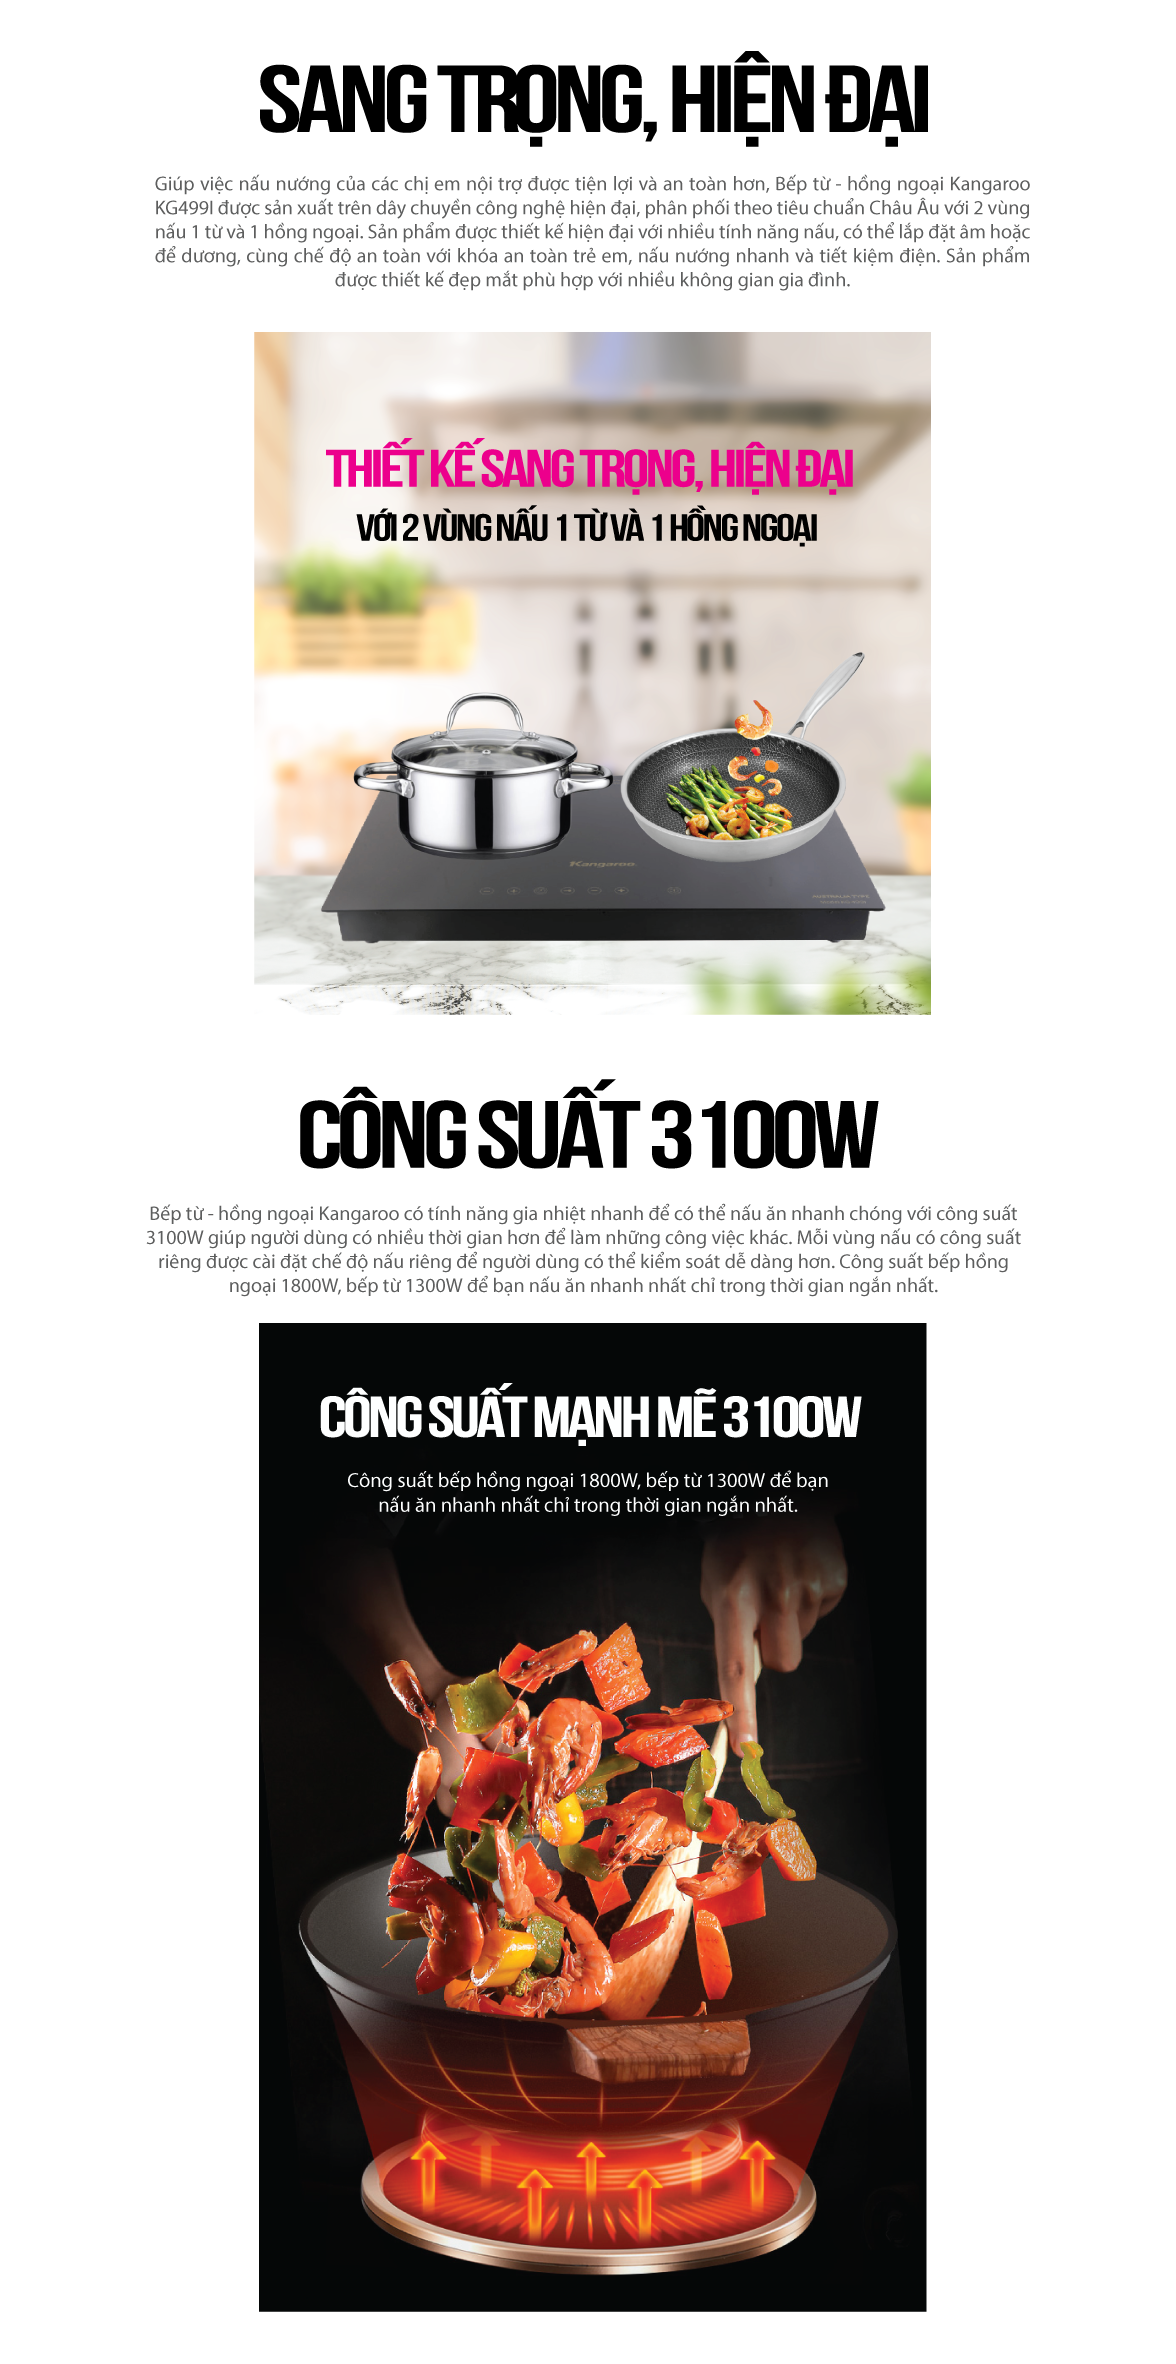 SANG TRỌNG, HIỆN ĐẠI
Giúp việc nấu nướng của các chị em nội trợ được tiện lợi và an toàn hơn, Bếp từ - hồng ngoại Kangaroo
KG499I được sản xuất trên dây chuyền công nghệ hiện đại, phân phối theo tiêu chuẩn Châu Âu với 2 vùng
nấu 1 từ và 1 hồng ngoại. Sản phẩm được thiết kế hiện đại với nhiều tính năng nấu, có thể lắp đặt âm hoặc
để dương, cùng chế độ an toàn với khóa an toàn trẻ em, nấu nướng nhanh và tiết kiệm điện. Sản phẩm
được thiết kế đẹp mắt phù hợp với nhiều không gian gia đình.
THIẾT KẾ SANG TRỌNG, HIỆN ĐẠI
VỚI 2 VÙNG NẤU 1 TỪ VÀ 1 HỒNG NGOẠI
Kangaroo
CÔNG SUẤT 3100W
Bếp từ - hồng ngoại Kangaroo có tính năng gia nhiệt nhanh để có thể nấu ăn nhanh chóng với công suất
3100W giúp người dùng có nhiều thời gian hơn để làm những công việc khác. Mỗi vùng nấu có công suất
riêng được cài đặt chế độ nấu riêng để người dùng có thể kiểm soát dễ dàng hơn. Công suất bếp hồng
ngoại 1800W, bếp từ 1300W để bạn nấu ăn nhanh nhất chỉ trong thời gian ngắn nhất.
CÔNG SUẤT MẠNH MẼ 3100W
Công suất bếp hồng ngoại 1800W, bếp từ 1300W để bạn
nấu ăn nhanh nhất chỉ trong thời gian ngắn nhất.